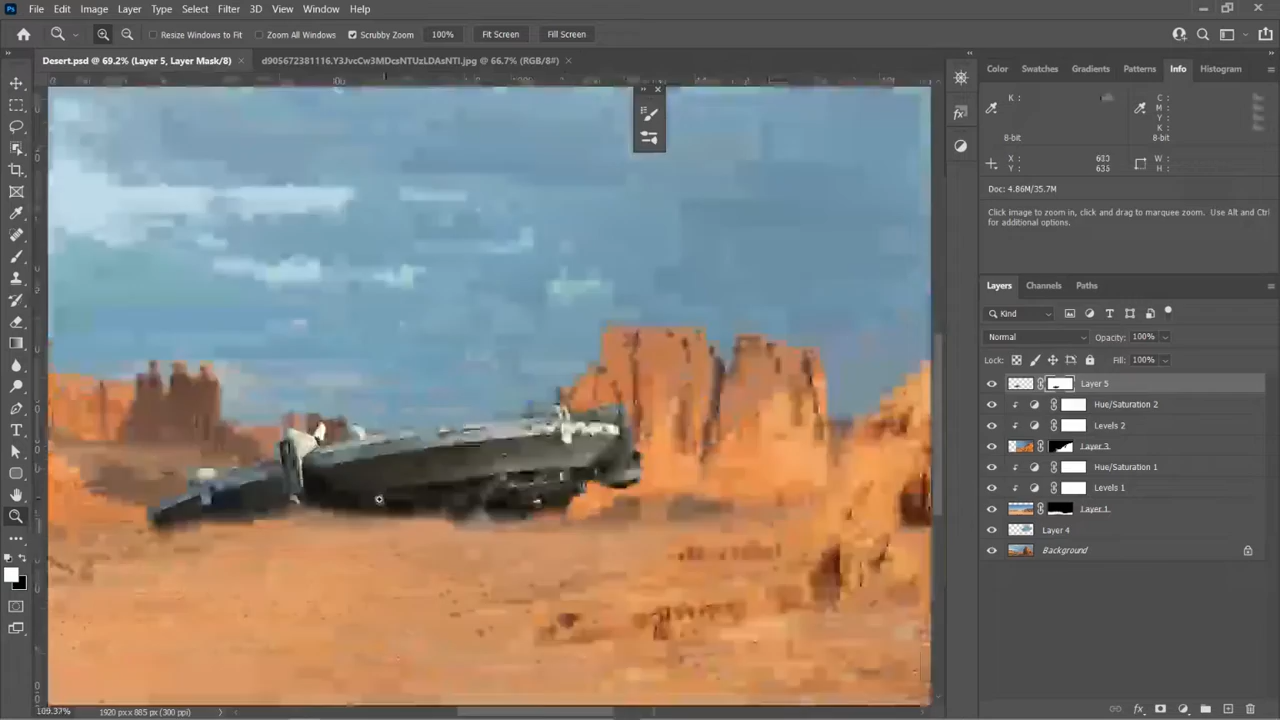 Ps File Edit Image Layer Type Select Filter 3D View Window Help
Resize Windows to Fit Zoom All Windows Scrubby Zoom 100% Fit Screen Fill Screen
Desert.psd @ 69.2% (Layer 5, Layer Mask/8) × d905672381116.Y3JvcCw3MDcsNTUzLDAsNTI.jpg @ 66.7% (RGB/8#) ×
Color Swatches Gradients Patterns Info Histogram
K :
C :
M :
Y :
K :
8-bit 8-bit
X : 633 W :
Y : 635 H :
Doc: 4.86M/35.7M
Click image to zoom in, click and drag to marquee zoom. Use Alt and Ctrl
for additional options.
Layers Channels Paths
Kind
Normal Opacity: 100%
Lock: Fill: 100%
Layer 5
Hue/Saturation 2
Levels 2
Layer 3
Hue/Saturation 1
Levels 1
Layer 1
Layer 4
Background
109.37% 1920 px x 885 px (300 ppi)